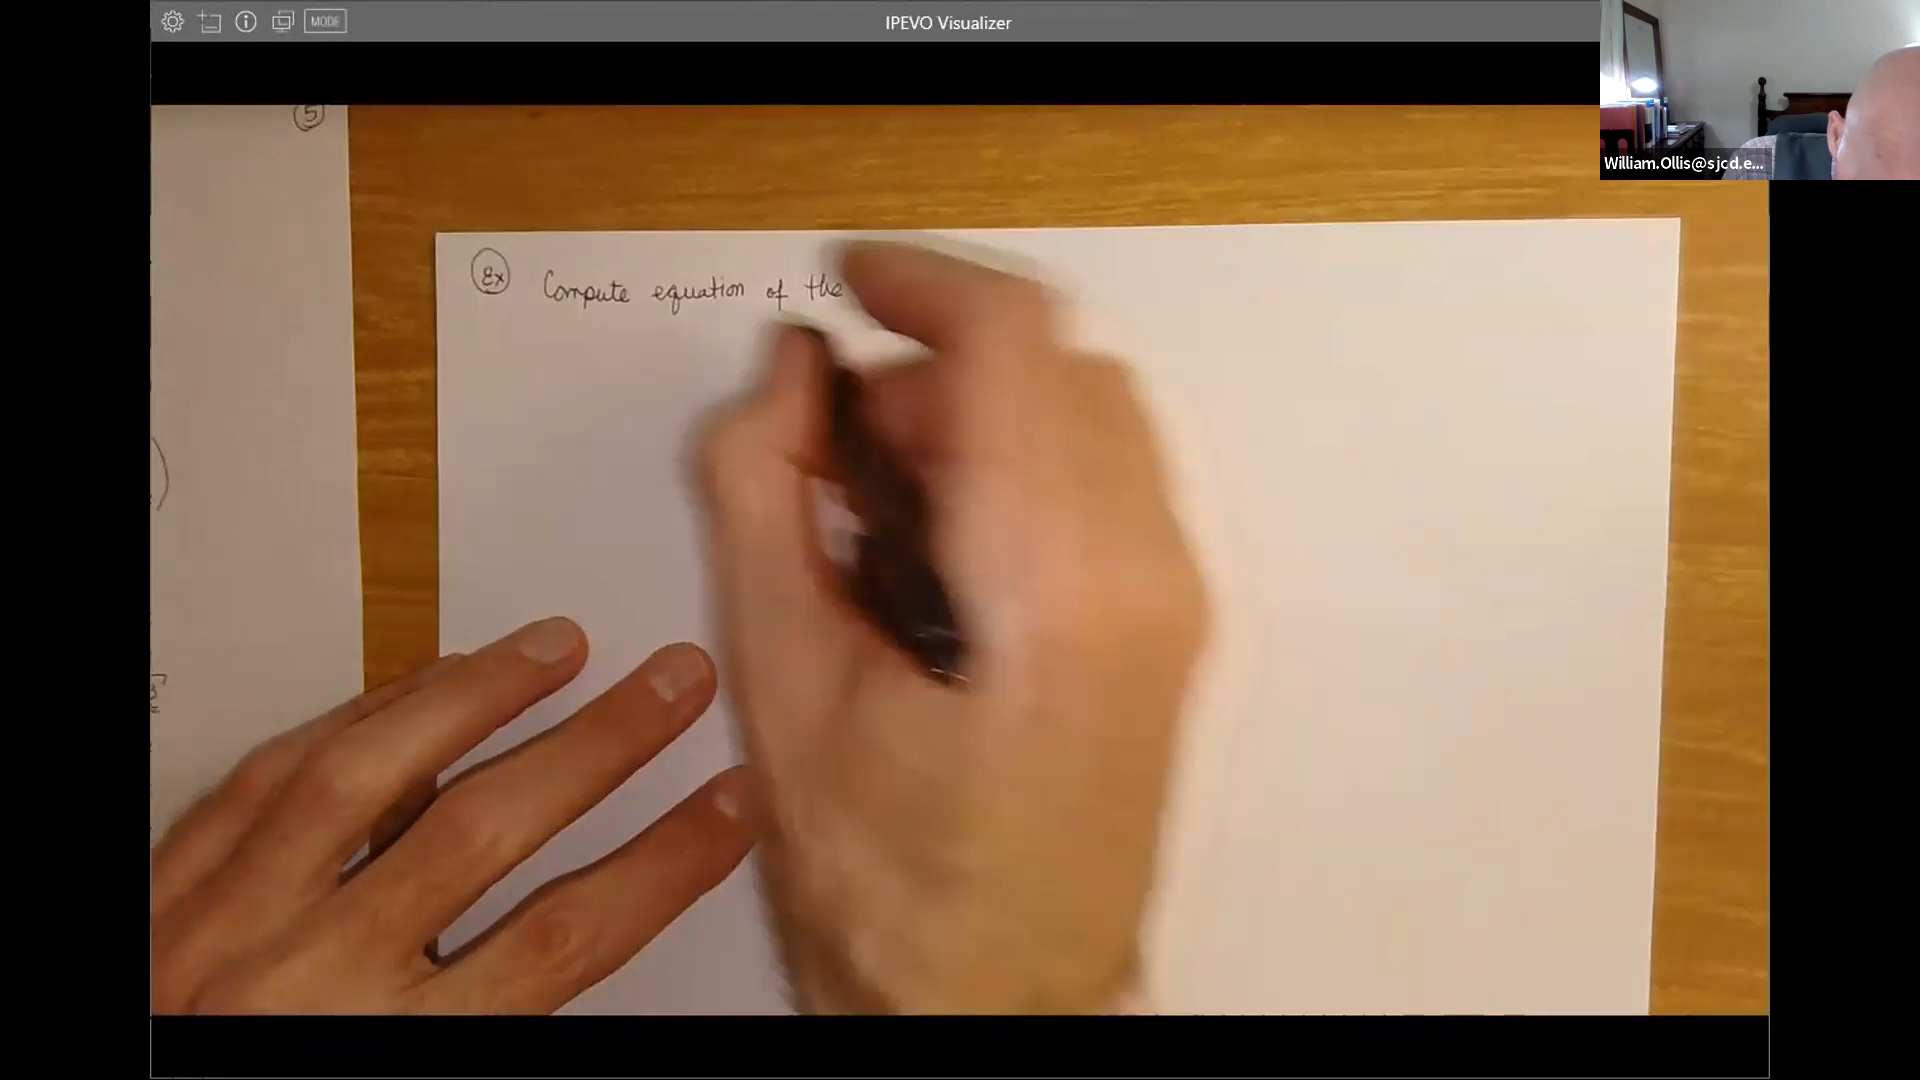 MODE
IPEVO Visualizer
William.Ollis@sjcd.e...
5
Ex Compute equation of the